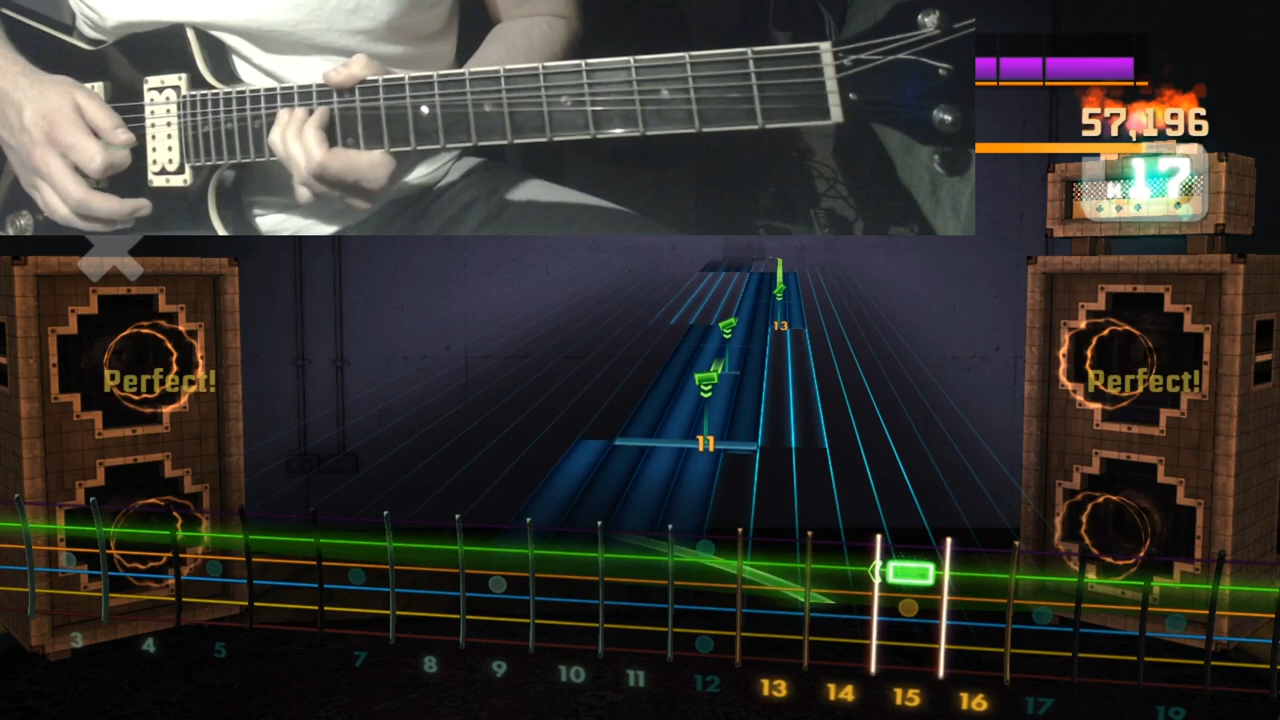 57,196
x 17
Perfect!
Perfect!
13
11
3 4 5 7 8 9 10 11 12 13 14 15 16 17 19